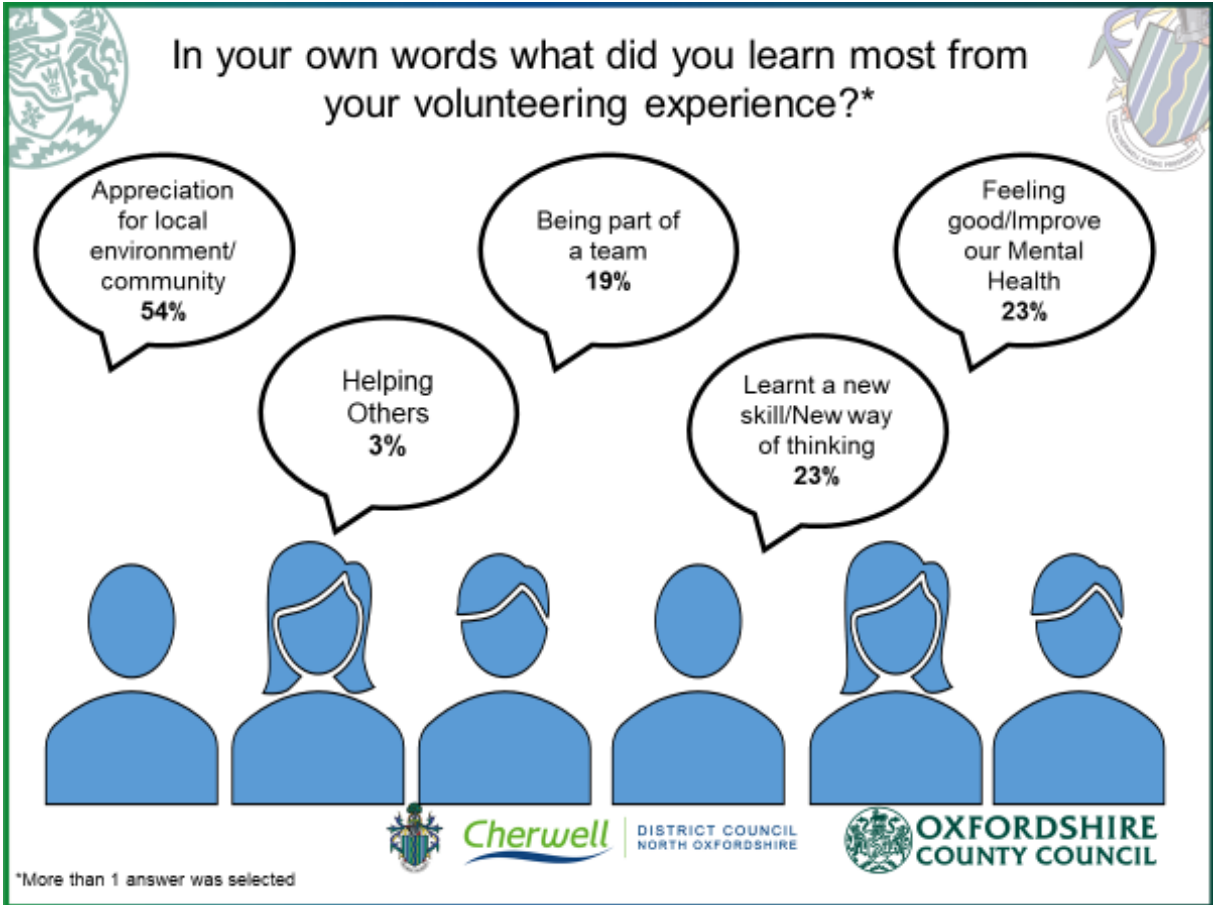 In your own words what did you learn most from
your volunteering experience?*
Appreciation
for local
environment/
community
54%
Being part of
a team
19%
Feeling
good/Improve
our Mental
Health
23%
Helping
Others
3%
Learnt a new
skill/New way
of thinking
23%
Cherwell
DISTRICT COUNCIL
NORTH OXFORDSHIRE
OXFORDSHIRE
COUNTY COUNCIL
*More than 1 answer was selected